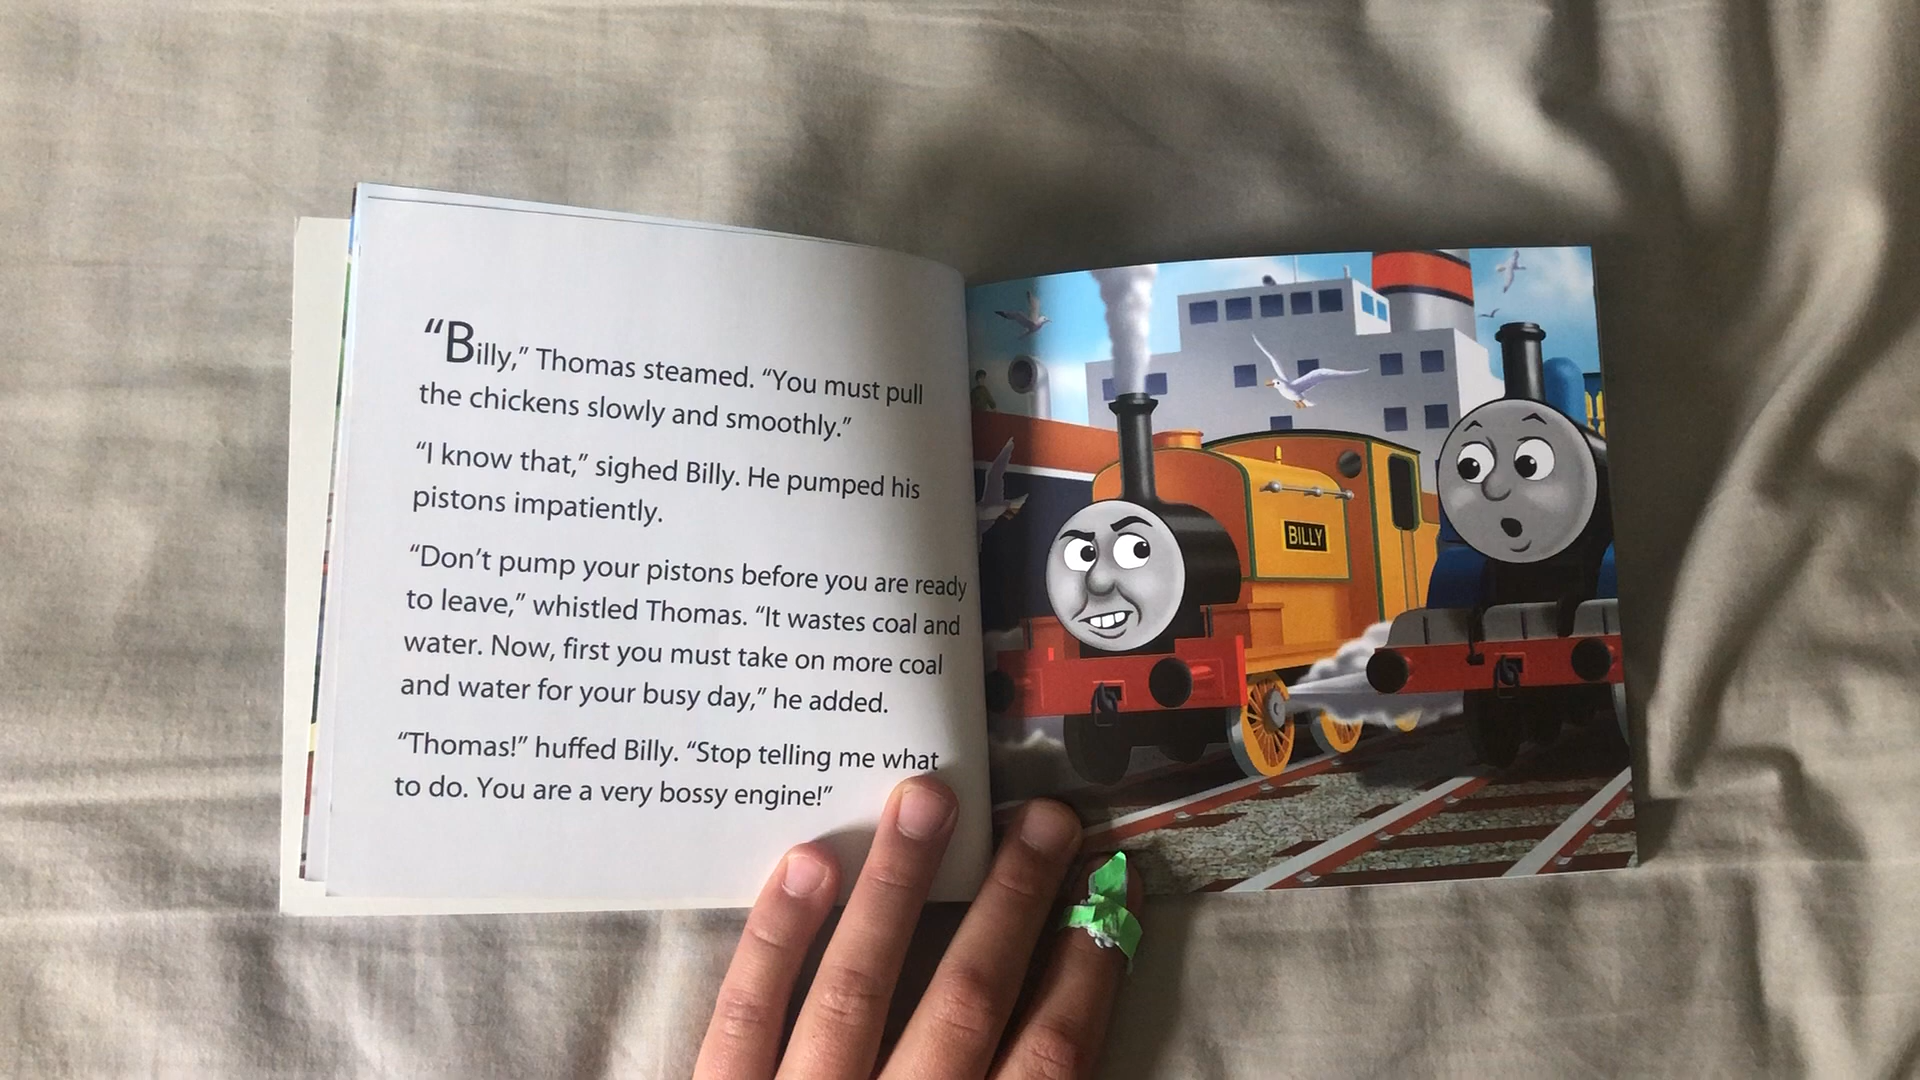 “Billy,” Thomas steamed. “You must pull
the chickens slowly and smoothly.”
“I know that,” sighed Billy. He pumped his
pistons impatiently.
“Don’t pump your pistons before you are ready
to leave,” whistled Thomas. “It wastes coal and
water. Now, first you must take on more coal
and water for your busy day,” he added.
“Thomas!” huffed Billy. “Stop telling me what
to do. You are a very bossy engine!”
BILLY